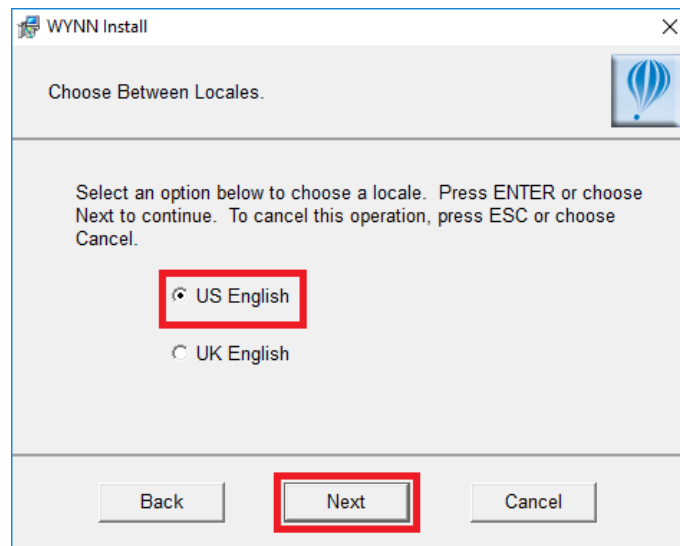 WYNN Install
Choose Between Locales.
Select an option below to choose a locale.  Press ENTER or choose
Next to continue.  To cancel this operation, press ESC or choose
Cancel.
US English
UK English
Back Next Cancel